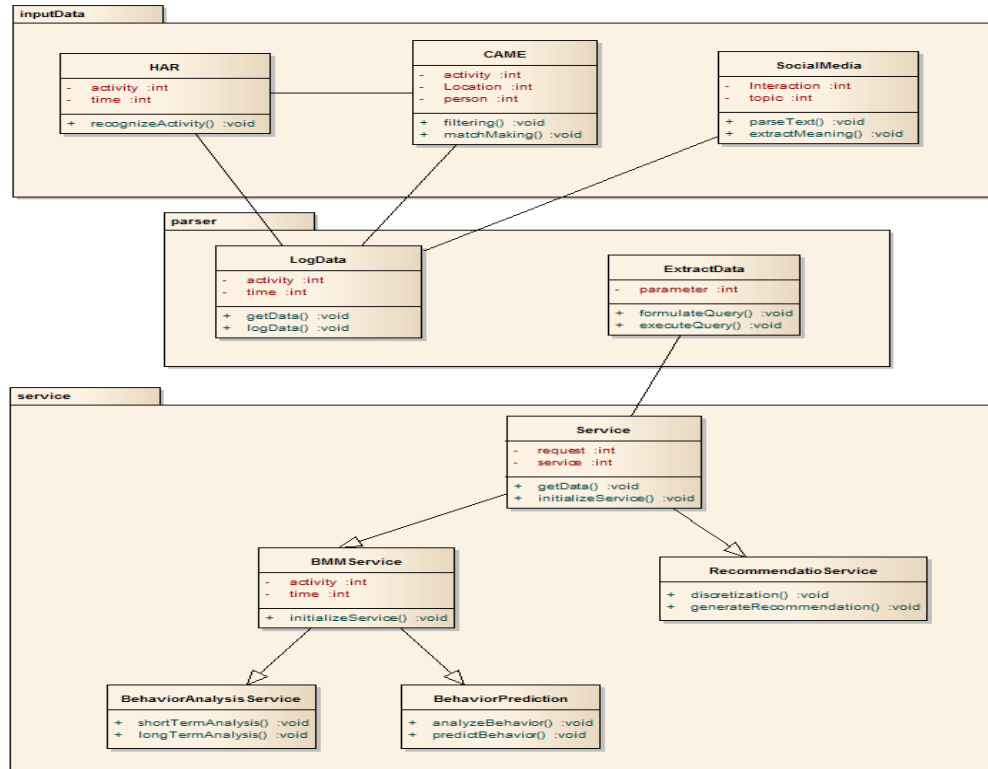 inputData
HAR
- activity :int
- time :int
+ recognizeActivity() :void
CAME
- activity :int
- Location :int
- person :int
+ filtering() :void
+ matchMaking() :void
SocialMedia
- Interaction :int
- topic :int
+ parseText() :void
+ extractMeaning() :void
parser
LogData
- activity :int
- time :int
+ getData() :void
+ logData() :void
ExtractData
- parameter :int
+ formulateQuery() :void
+ executeQuery() :void
service
Service
- request :int
- service :int
+ getData() :void
+ initializeService() :void
BMMService
- activity :int
- time :int
+ initializeService() :void
RecommendatioService
+ discretization() :void
+ generateRecommendation() :void
BehaviorAnalysisService
+ shortTermAnalysis() :void
+ longTermAnalysis() :void
BehaviorPrediction
+ analyzeBehavior() :void
+ predictBehavior() :void